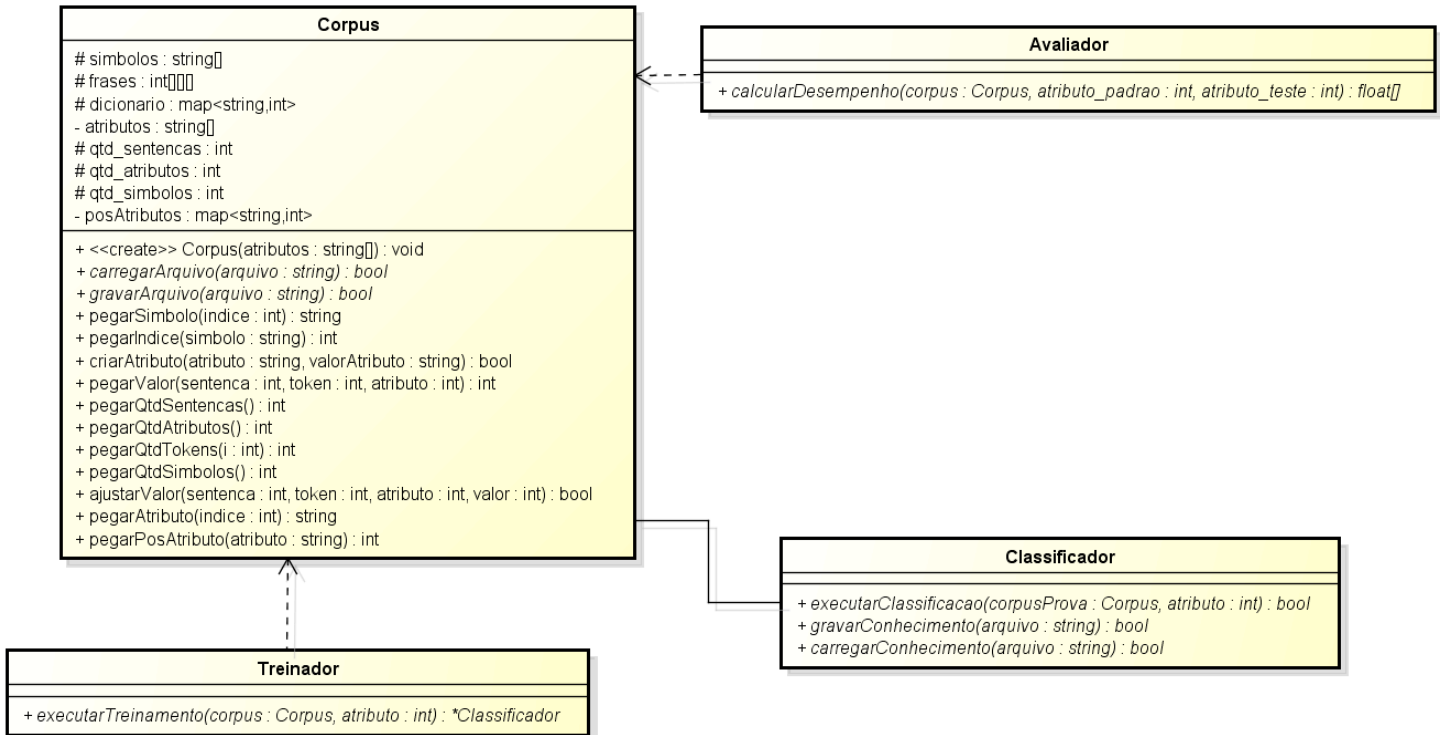 Corpus
# simbolos : string[]
# frases : int[][][]
# dicionario : map<string,int>
- atributos : string[]
# qtd_sentencas : int
# qtd_atributos : int
# qtd_simbolos : int
- posAtributos : map<string,int>
+ <<create>> Corpus(atributos : string[]) : void
+ carregarArquivo(arquivo : string) : bool
+ gravarArquivo(arquivo : string) : bool
+ pegarSimbolo(indice : int) : string
+ pegarIndice(simbolo : string) : int
+ criarAtributo(atributo : string, valorAtributo : string) : bool
+ pegarValor(sentenca : int, token : int, atributo : int) : int
+ pegarQtdSentencas() : int
+ pegarQtdAtributos() : int
+ pegarQtdTokens(i : int) : int
+ pegarQtdSimbolos() : int
+ ajustarValor(sentenca : int, token : int, atributo : int, valor : int) : bool
+ pegarAtributo(indice : int) : string
+ pegarPosAtributo(atributo : string) : int
Avaliador
+ calcularDesempenho(corpus : Corpus, atributo_padrao : int, atributo_teste : int) : float[]
Classificador
+ executarClassificacao(corpusProva : Corpus, atributo : int) : bool
+ gravarConhecimento(arquivo : string) : bool
+ carregarConhecimento(arquivo : string) : bool
Treinador
+ executarTreinamento(corpus : Corpus, atributo : int) : *Classificador